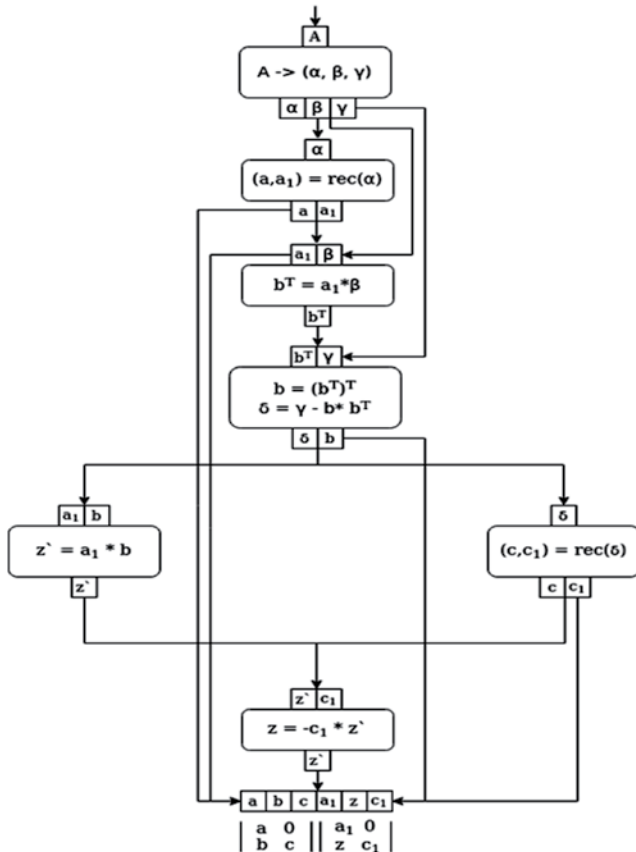 A
A -> (α, β, γ)
α β γ
α
(a,a₁) = rec(α)
a a₁
a₁ β
bᵀ = a₁*β
bᵀ
bᵀ γ
b = (bᵀ)ᵀ
δ = γ - b* bᵀ
δ b
a₁ b
z` = a₁ * b
z`
δ
(c,c₁) = rec(δ)
c c₁
z` c₁
z = -c₁ * z`
z`
a b c a₁ z c₁
a 0 a₁ 0
b c z c₁